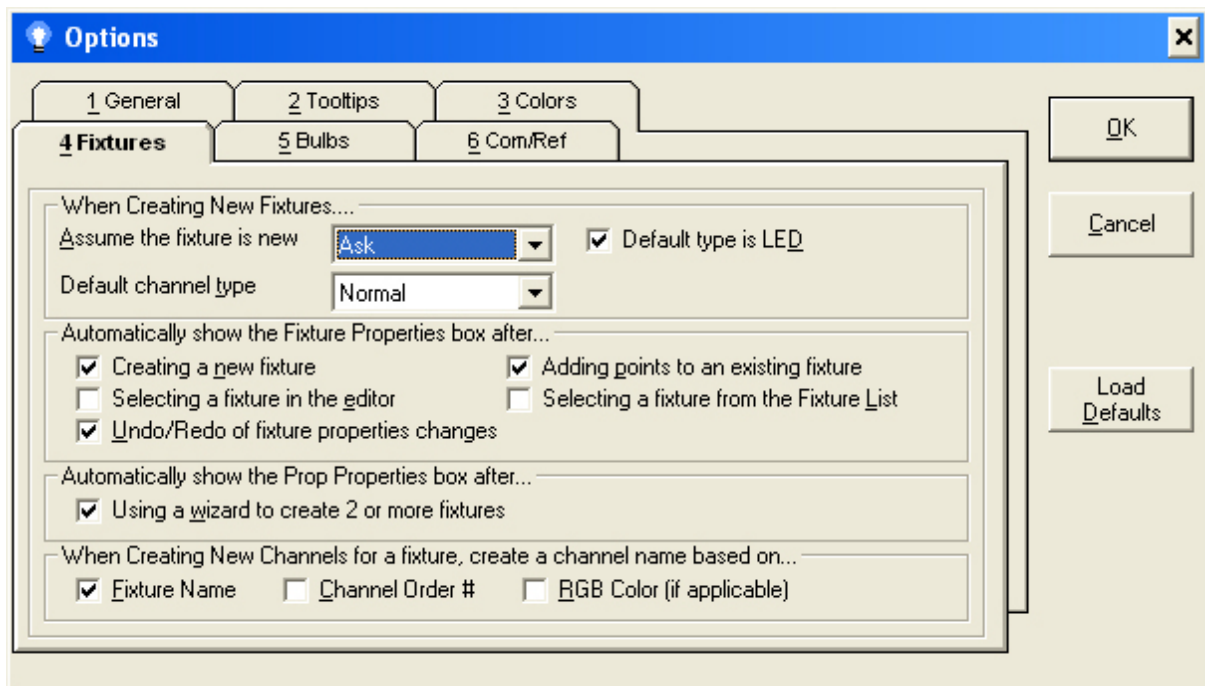 Options
1 General
2 Tooltips
3 Colors
4 Fixtures
5 Bulbs
6 Com/Ref
OK
Cancel
Load
Defaults
When Creating New Fixtures....
Assume the fixture is new
Ask
Default type is LED
Default channel type
Normal
Automatically show the Fixture Properties box after...
Creating a new fixture
Adding points to an existing fixture
Selecting a fixture in the editor
Selecting a fixture from the Fixture List
Undo/Redo of fixture properties changes
Automatically show the Prop Properties box after...
Using a wizard to create 2 or more fixtures
When Creating New Channels for a fixture, create a channel name based on...
Fixture Name
Channel Order #
RGB Color (if applicable)